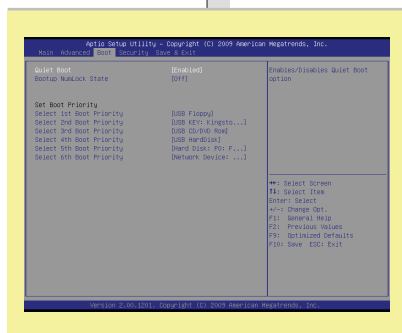 Aptio Setup Utility - Copyright (C) 2009 American Megatrends, Inc.
Main Advanced Boot Security Save & Exit
Quiet Boot [Enabled]
Bootup NumLock State [Off]
Set Boot Priority
Select 1st Boot Priority [USB Floppy]
Select 2nd Boot Priority [USB KEY: Kingsto...]
Select 3rd Boot Priority [USB CD/DVD Rom]
Select 4th Boot Priority [USB HardDisk]
Select 5th Boot Priority [Hard Disk: P0: F...]
Select 6th Boot Priority [Network Device: ...]
Enables/Disables Quiet Boot
option
→←: Select Screen
↑↓: Select Item
Enter: Select
+/-: Change Opt.
F1: General Help
F2: Previous Values
F9: Optimized Defaults
F10: Save ESC: Exit
Version 2.00.1201. Copyright (C) 2009 American Megatrends, Inc.